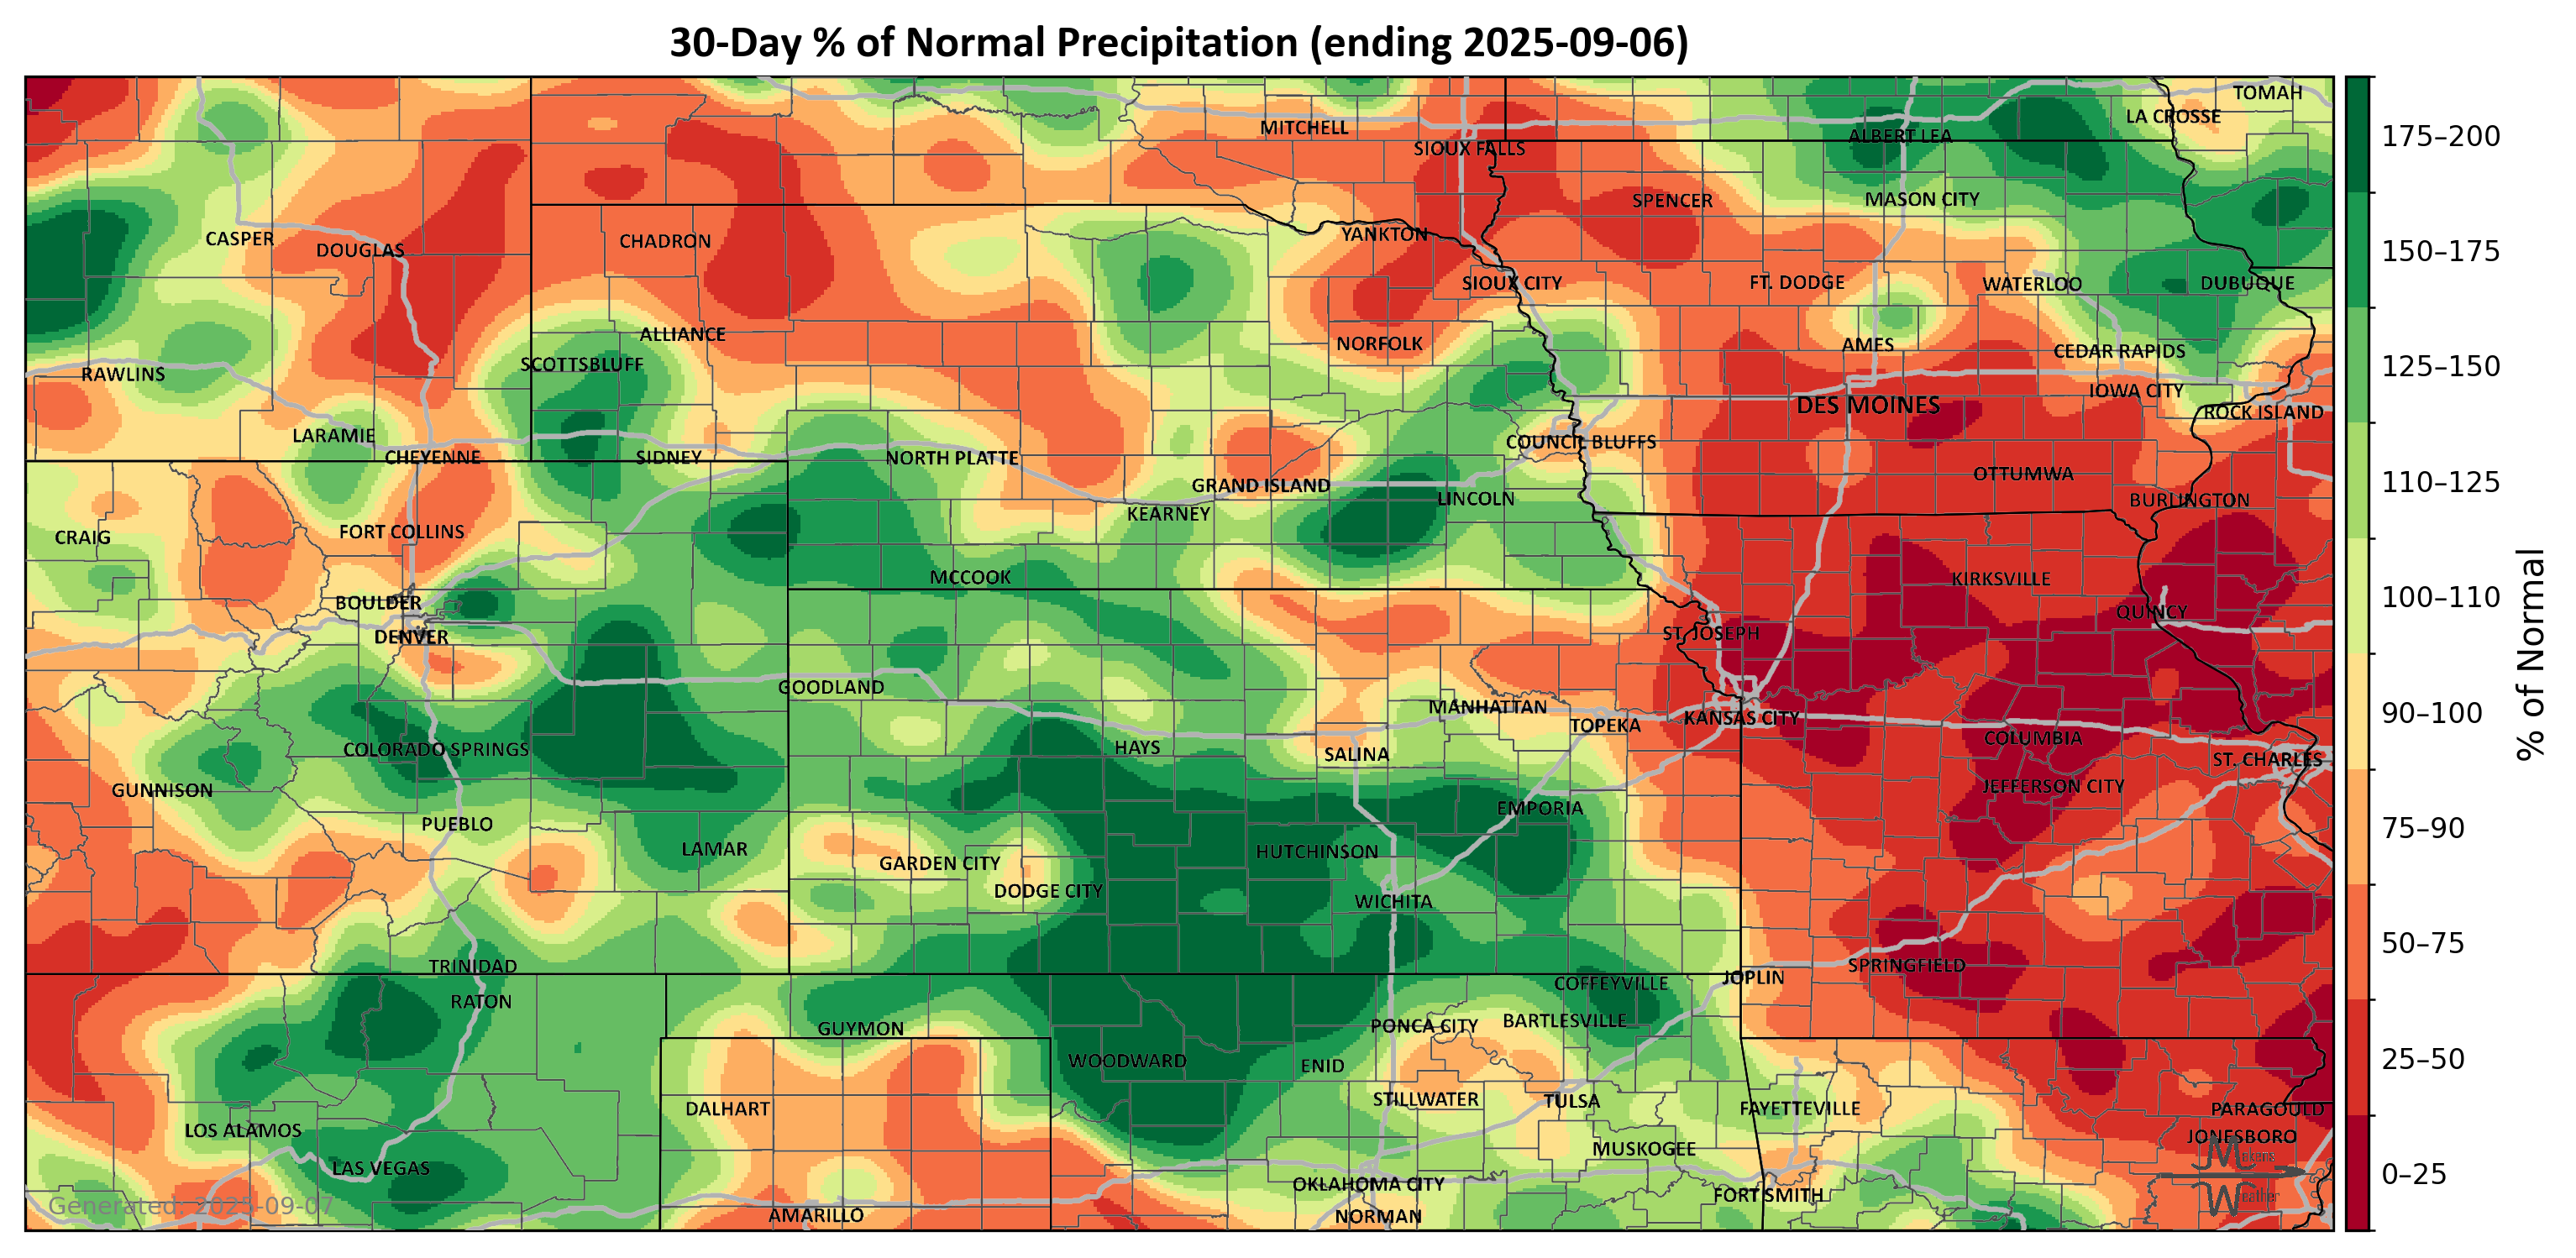 30-Day % of Normal Precipitation (ending 2025-09-06)
TOMAH
LA CROSSE
MITCHELL
ALBERT LEA
SIOUX FALLS
SPENCER
MASON CITY
CASPER
DOUGLAS
CHADRON
YANKTON
SIOUX CITY
FT. DODGE
WATERLOO
DUBUQUE
ALLIANCE
NORFOLK
AMES
CEDAR RAPIDS
SCOTTSBLUFF
RAWLINS
IOWA CITY
DES MOINES
ROCK ISLAND
LARAMIE
COUNCIL BLUFFS
CHEYENNE
SIDNEY
NORTH PLATTE
OTTUMWA
GRAND ISLAND
LINCOLN
BURLINGTON
KEARNEY
CRAIG
FORT COLLINS
MCCOOK
KIRKSVILLE
BOULDER
QUINCY
DENVER
ST. JOSEPH
GOODLAND
MANHATTAN
TOPEKA
KANSAS CITY
COLUMBIA
COLORADO SPRINGS
HAYS
SALINA
ST. CHARLES
GUNNISON
JEFFERSON CITY
EMPORIA
PUEBLO
LAMAR
HUTCHINSON
GARDEN CITY
DODGE CITY
WICHITA
TRINIDAD
SPRINGFIELD
COFFEYVILLE
JOPLIN
RATON
GUYMON
PONCA CITY
BARTLESVILLE
WOODWARD
ENID
DALHART
STILLWATER
TULSA
FAYETTEVILLE
PARAGOULD
LOS ALAMOS
JONESBORO
MUSKOGEE
LAS VEGAS
OKLAHOMA CITY
FORT SMITH
AMARILLO
NORMAN
Generated: 2025-09-07
Weather
175–200
150–175
125–150
110–125
100–110
90–100
75–90
50–75
25–50
0–25
% of Normal